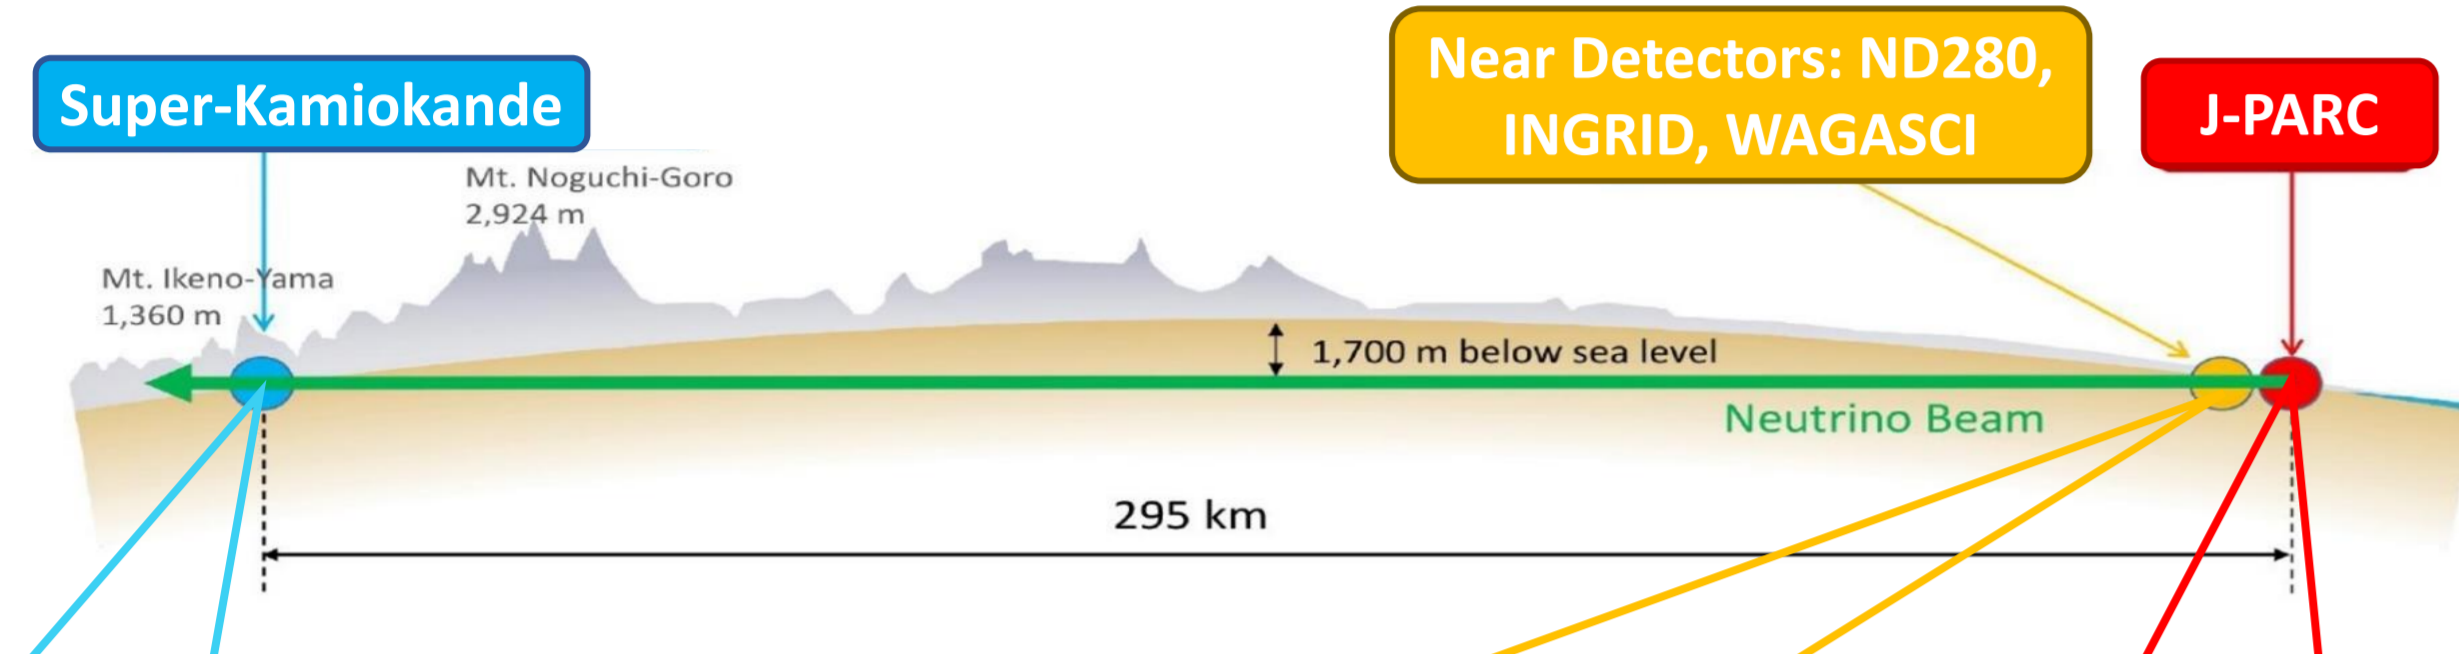 Super-Kamiokande
Near Detectors: ND280,
INGRID, WAGASCI
J-PARC
Mt. Noguchi-Goro
2,924 m
Mt. Ikeno-Yama
1,360 m
1,700 m below sea level
Neutrino Beam
295 km